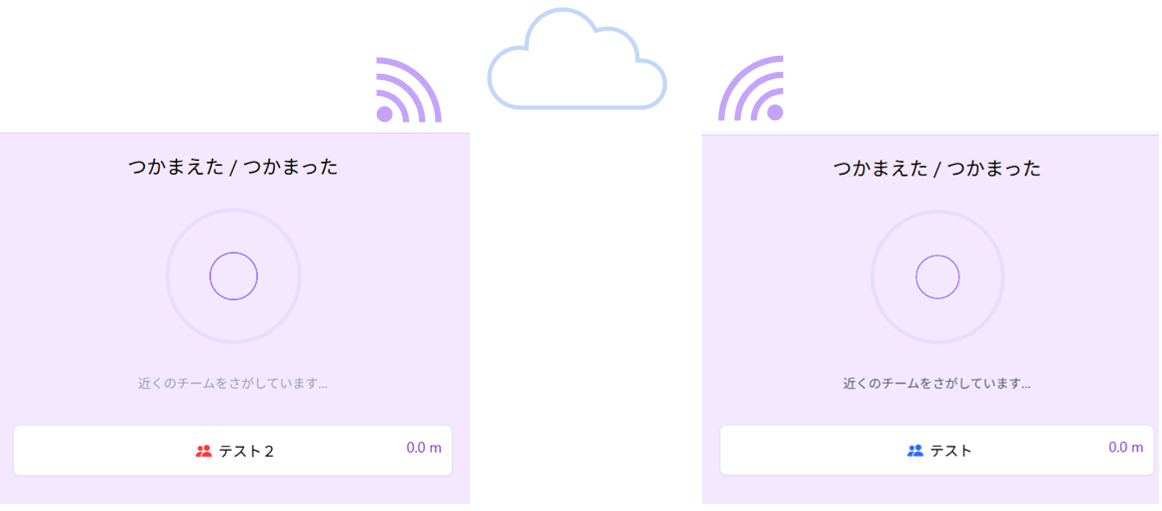 つかまえた / つかまった
近くのチームをさがしています...
テスト２
0.0 m
つかまえた / つかまった
近くのチームをさがしています...
テスト
0.0 m